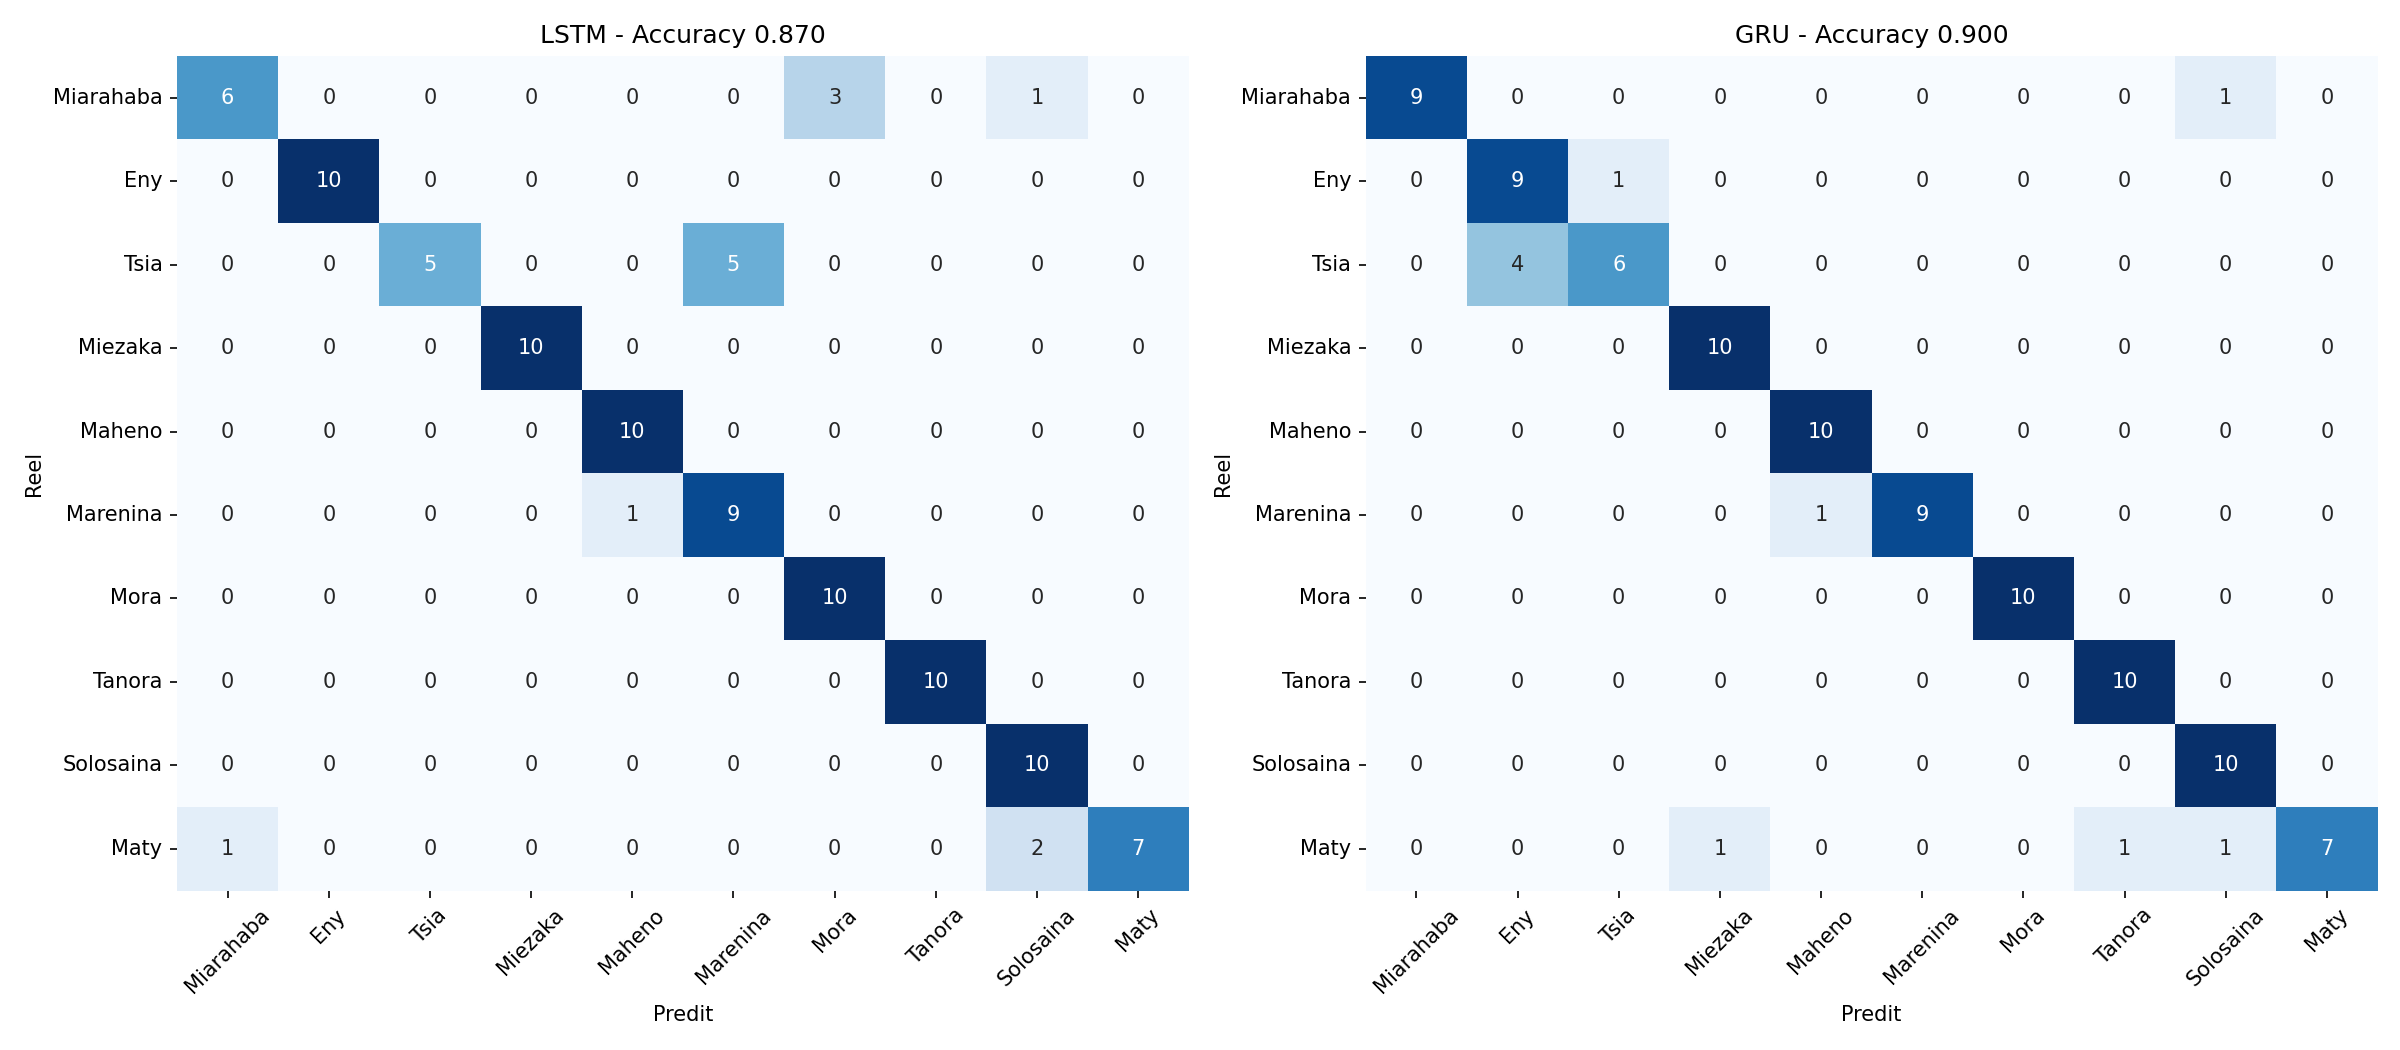 LSTM - Accuracy 0.870
Miarahaba 6 0 0 0 0 0 3 0 1 0
Eny 0 10 0 0 0 0 0 0 0 0
Tsia 0 0 5 0 0 5 0 0 0 0
Miezaka 0 0 0 10 0 0 0 0 0 0
Maheno 0 0 0 0 10 0 0 0 0 0
Marenina 0 0 0 0 1 9 0 0 0 0
Mora 0 0 0 0 0 0 10 0 0 0
Tanora 0 0 0 0 0 0 0 10 0 0
Solosaina 0 0 0 0 0 0 0 0 10 0
Maty 1 0 0 0 0 0 0 0 2 7
Reel
Miarahaba Eny Tsia Miezaka Maheno Marenina Mora Tanora Solosaina Maty
Predit
GRU - Accuracy 0.900
Miarahaba 9 0 0 0 0 0 0 0 1 0
Eny 0 9 1 0 0 0 0 0 0 0
Tsia 0 4 6 0 0 0 0 0 0 0
Miezaka 0 0 0 10 0 0 0 0 0 0
Maheno 0 0 0 0 10 0 0 0 0 0
Marenina 0 0 0 0 1 9 0 0 0 0
Mora 0 0 0 0 0 0 10 0 0 0
Tanora 0 0 0 0 0 0 0 10 0 0
Solosaina 0 0 0 0 0 0 0 0 10 0
Maty 0 0 0 1 0 0 0 1 1 7
Reel
Miarahaba Eny Tsia Miezaka Maheno Marenina Mora Tanora Solosaina Maty
Predit